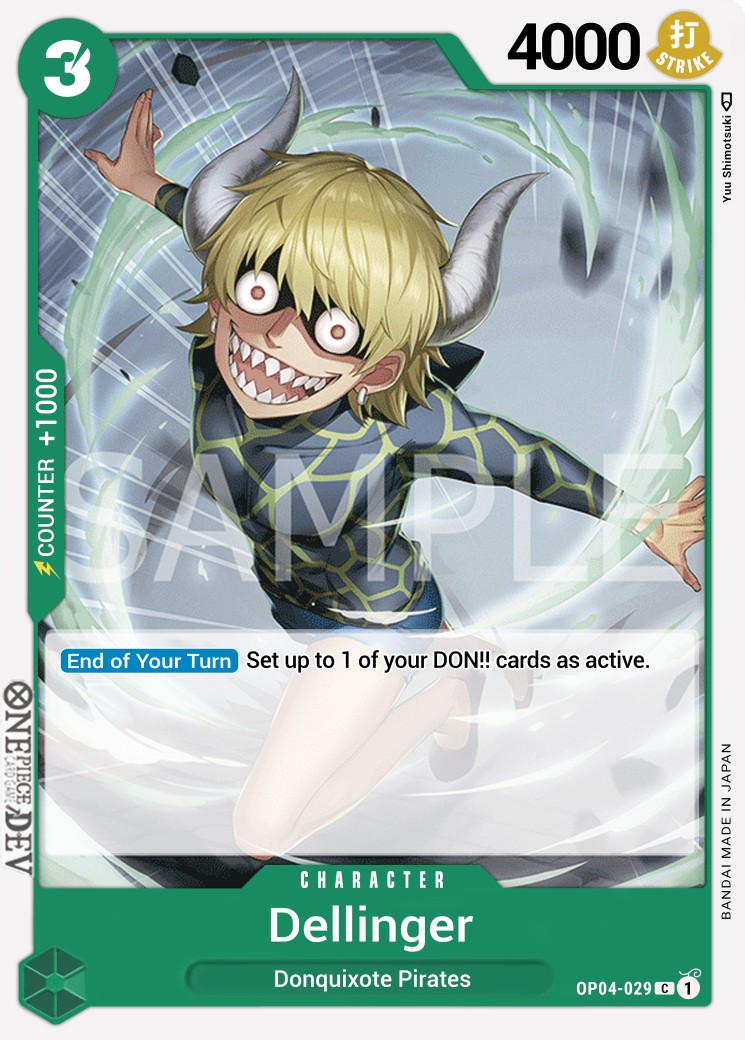 3
4000
打
STRIKE
Yuu Shimotsuki
COUNTER +1000
SAMPLE
End of Your Turn Set up to 1 of your DON!! cards as active.
ONE PIECE
CARD GAME
.DEV
BANDAI MADE IN JAPAN
CHARACTER
Dellinger
Donquixote Pirates
OP04-029 C 1